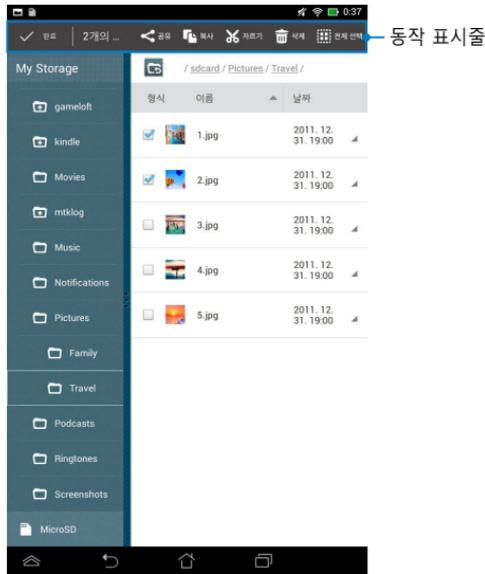 0:37
완료 2개의 ... 공유 복사 자르기 삭제 전체 선택
동작 표시줄
My Storage
/ sdcard / Pictures / Travel /
형식 이름 날짜
gameloft
kindle
Movies
mtklog
Music
Notifications
Pictures
Family
Travel
Podcasts
Ringtones
Screenshots
MicroSD
1.jpg 2011. 12.
31. 19:00
2.jpg 2011. 12.
31. 19:00
3.jpg 2011. 12.
31. 19:00
4.jpg 2011. 12.
31. 19:00
5.jpg 2011. 12.
31. 19:00